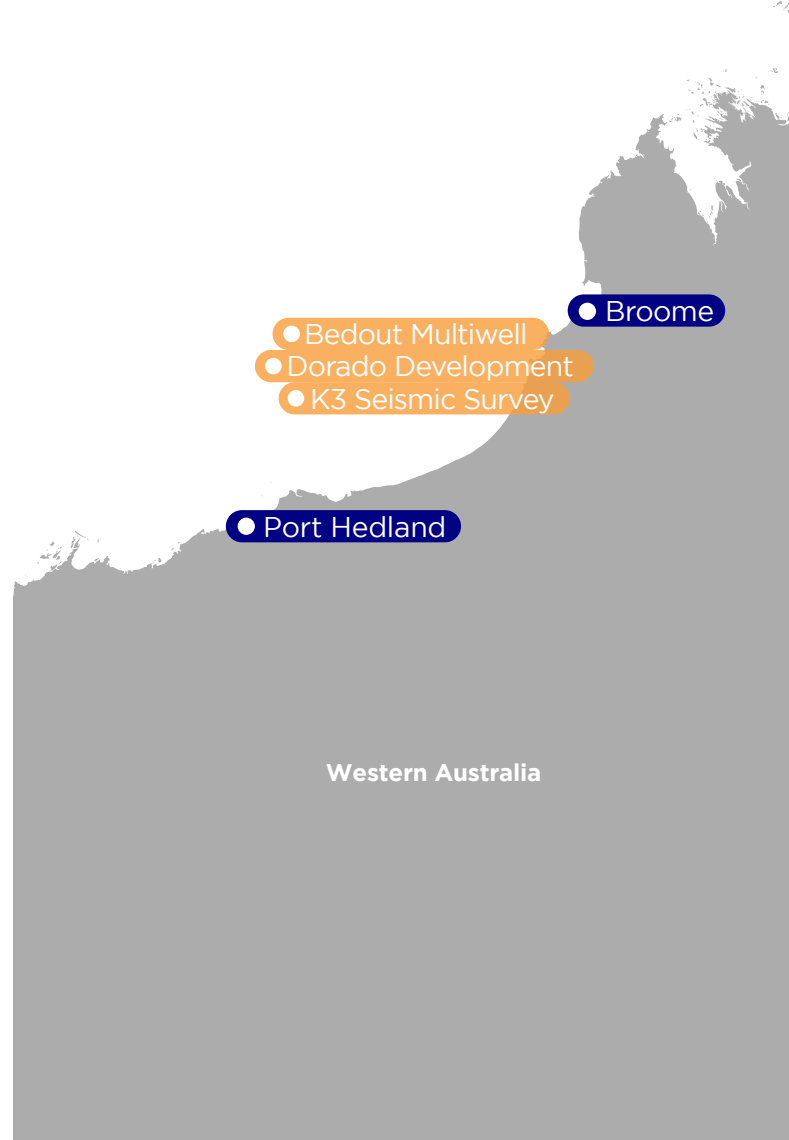 Broome
Bedout Multiwell
Dorado Development
K3 Seismic Survey
Port Hedland
Western Australia